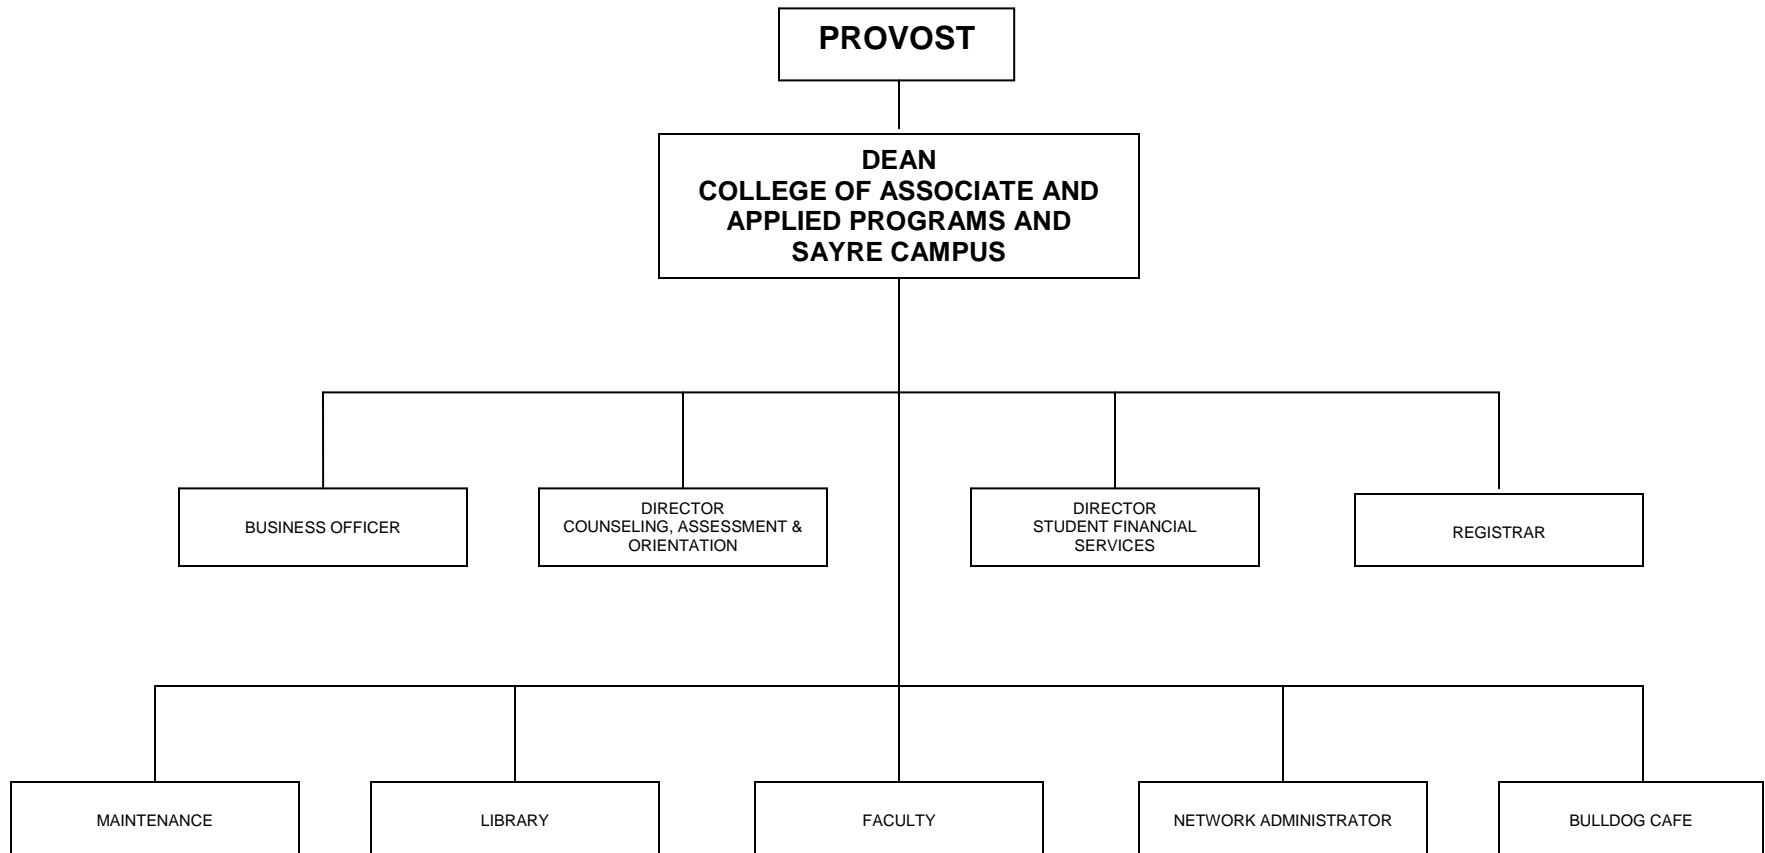 PROVOST
DEAN
COLLEGE OF ASSOCIATE AND
APPLIED PROGRAMS AND
SAYRE CAMPUS
BUSINESS OFFICER
DIRECTOR
COUNSELING, ASSESSMENT &
ORIENTATION
DIRECTOR
STUDENT FINANCIAL
SERVICES
REGISTRAR
MAINTENANCE
LIBRARY
FACULTY
NETWORK ADMINISTRATOR
BULLDOG CAFE